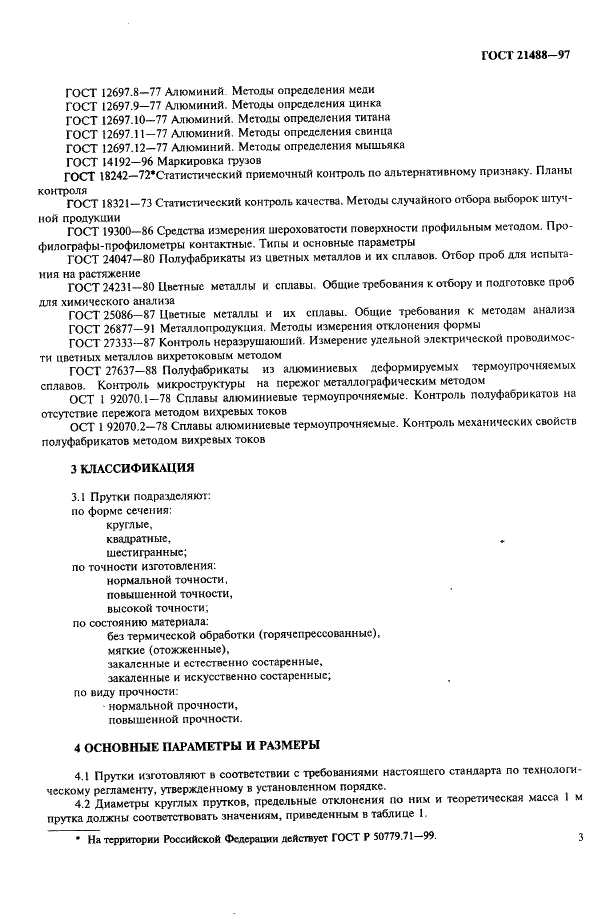 ГОСТ 21488—97
ГОСТ 12697.8—77 Алюминий. Методы определения меди
ГОСТ 12697.9—77 Алюминий. Методы определения цинка
ГОСТ 12697.10—77 Алюминий. Методы определения титана
ГОСТ 12697.11—77 Алюминий. Методы определения свинца
ГОСТ 12697.12—77 Алюминий. Методы определения мышьяка
ГОСТ 14192—96 Маркировка грузов
ГОСТ 18242—72*Статистический приемочный контроль по альтернативному признаку. Планы
контроля
ГОСТ 18321—73 Статистический контроль качества. Методы случайного отбора выборок штуч-
ной продукции
ГОСТ 19300—86 Средства измерения шероховатости поверхности профильным методом. Про-
филографы-профилометры контактные. Типы и основные параметры
ГОСТ 24047—80 Полуфабрикаты из цветных металлов и их сплавов. Отбор проб для испыта-
ния на растяжение
ГОСТ 24231—80 Цветные металлы и сплавы. Общие требования к отбору и подготовке проб
для химического анализа
ГОСТ 25086—87 Цветные металлы и их сплавы. Общие требования к методам анализа
ГОСТ 26877—91 Металлопродукция. Методы измерения отклонения формы
ГОСТ 27333—87 Контроль неразрушающий. Измерение удельной электрической проводимос-
ти цветных металлов вихретоковым методом
ГОСТ 27637—88 Полуфабрикаты из алюминиевых деформируемых термоупрочняемых
сплавов. Контроль микроструктуры на пережог металлографическим методом
ОСТ 1 92070.1—78 Сплавы алюминиевые термоупрочняемые. Контроль полуфабрикатов на
отсутствие пережога методом вихревых токов
ОСТ 1 92070.2—78 Сплавы алюминиевые термоупрочняемые. Контроль механических свойств
полуфабрикатов методом вихревых токов
3 КЛАССИФИКАЦИЯ
3.1 Прутки подразделяют:
по форме сечения:
круглые,
квадратные,
шестигранные;
по точности изготовления:
нормальной точности,
повышенной точности,
высокой точности;
по состоянию материала:
без термической обработки (горячепрессованные),
мягкие (отожженные),
закаленные и естественно состаренные,
закаленные и искусственно состаренные;
по виду прочности:
нормальной прочности,
повышенной прочности.
4 ОСНОВНЫЕ ПАРАМЕТРЫ И РАЗМЕРЫ
4.1 Прутки изготовляют в соответствии с требованиями настоящего стандарта по технологи-
ческому регламенту, утвержденному в установленном порядке.
4.2 Диаметры круглых прутков, предельные отклонения по ним и теоретическая масса 1 м
прутка должны соответствовать значениям, приведенным в таблице 1.
* На территории Российской Федерации действует ГОСТ Р 50779.71—99.
3